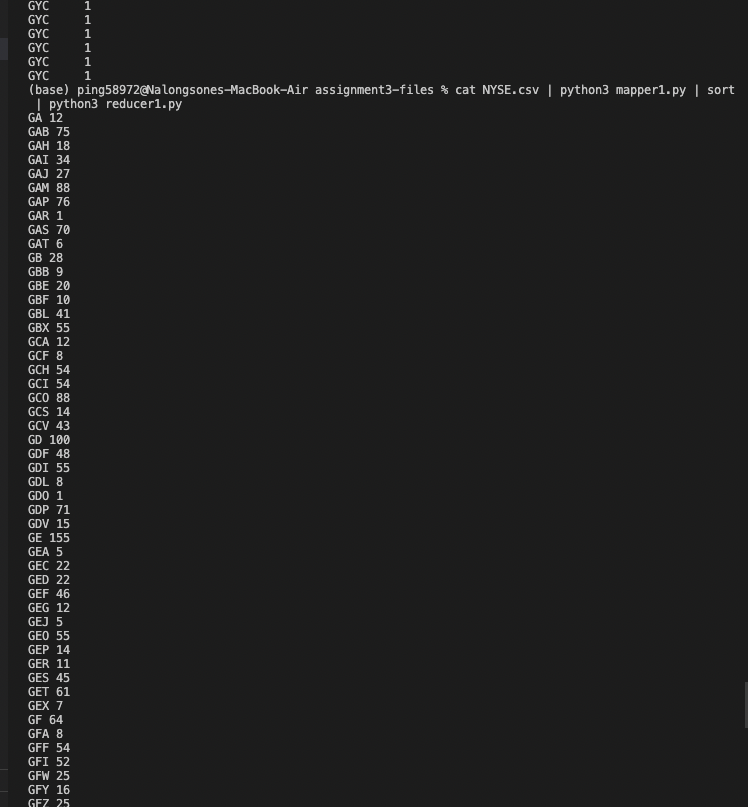 GYC     1
GYC     1
GYC     1
GYC     1
GYC     1
GYC     1
(base) ping58972@Nalongsones-MacBook-Air assignment3-files % cat NYSE.csv | python3 mapper1.py | sort
| python3 reducer1.py
GA 12
GAB 75
GAH 18
GAI 34
GAJ 27
GAM 88
GAP 76
GAR 1
GAS 70
GAT 6
GB 28
GBB 9
GBE 20
GBF 10
GBL 41
GBX 55
GCA 12
GCF 8
GCH 54
GCI 54
GCO 88
GCS 14
GCV 43
GD 100
GDF 48
GDI 55
GDL 8
GDO 1
GDP 71
GDV 15
GE 155
GEA 5
GEC 22
GED 22
GEF 46
GEG 12
GEJ 5
GEO 55
GEP 14
GER 11
GES 45
GET 61
GEX 7
GF 64
GFA 8
GFF 54
GFI 52
GFW 25
GFY 16
GFZ 25